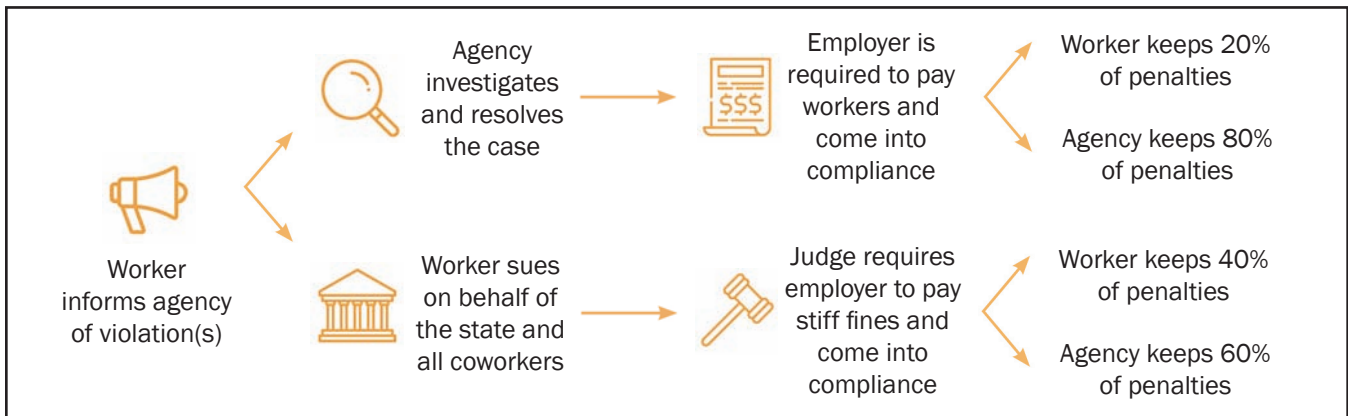 Worker
informs agency
of violation(s)
Agency
investigates
and resolves
the case
Employer is
required to pay
workers and
come into
compliance
$$$
Worker keeps 20%
of penalties
Agency keeps 80%
of penalties
Worker sues
on behalf of
the state and
all coworkers
Judge requires
employer to pay
stiff fines and
come into
compliance
Worker keeps 40%
of penalties
Agency keeps 60%
of penalties